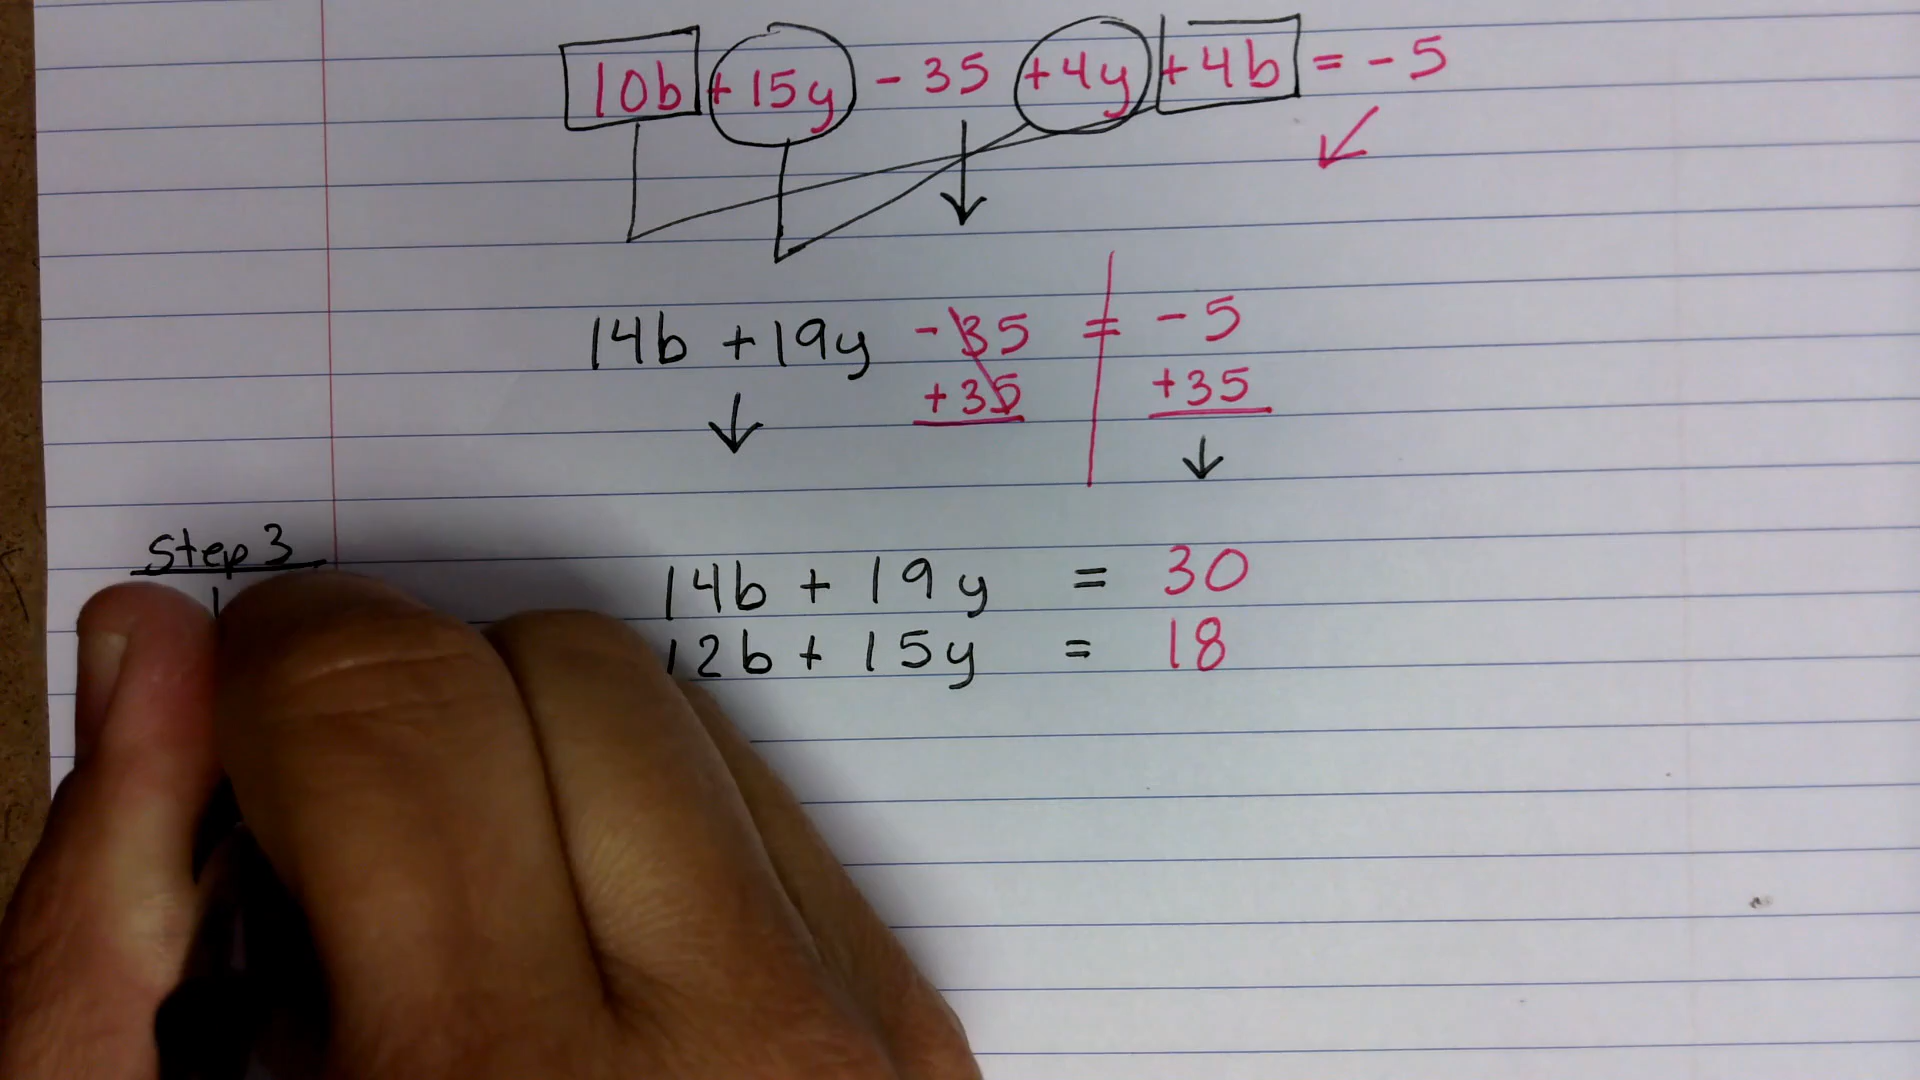 10b +15y - 35 +4y +4b = - 5
14b +19y - 35 = - 5
+35 +35
Step 3
14b + 19y = 30
12b + 15y = 18